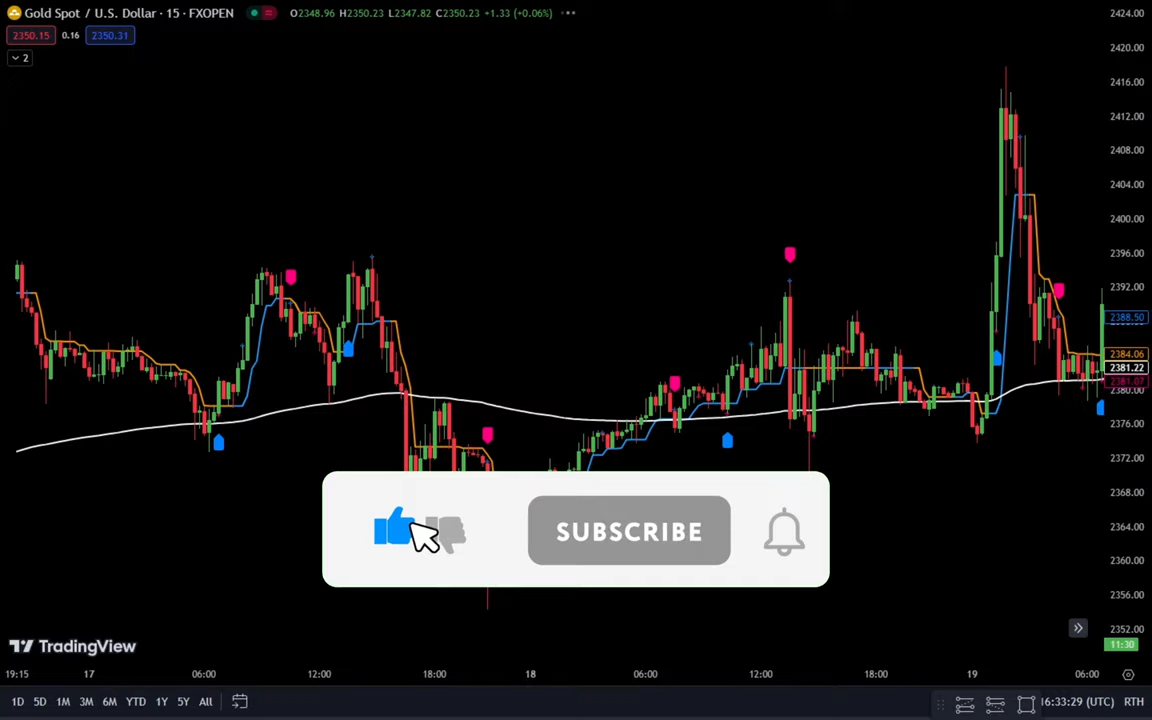 Gold Spot / U.S. Dollar · 15 · FXOPEN
O2348.96 H2350.23 L2347.82 C2350.23 +1.33 (+0.06%)
2350.15 0.16 2350.31
2
2424.00
2420.00
2416.00
2412.00
2408.00
2404.00
2400.00
2396.00
2392.00
2388.50
2384.06
2381.22
2381.07
2380.00
2376.00
2372.00
2368.00
2364.00
2360.00
2356.00
2352.00
11:30
SUBSCRIBE
TradingView
19:15 17 06:00 12:00 18:00 18 06:00 12:00 18:00 19 06:00
1D 5D 1M 3M 6M YTD 1Y 5Y All
16:33:29 (UTC) RTH